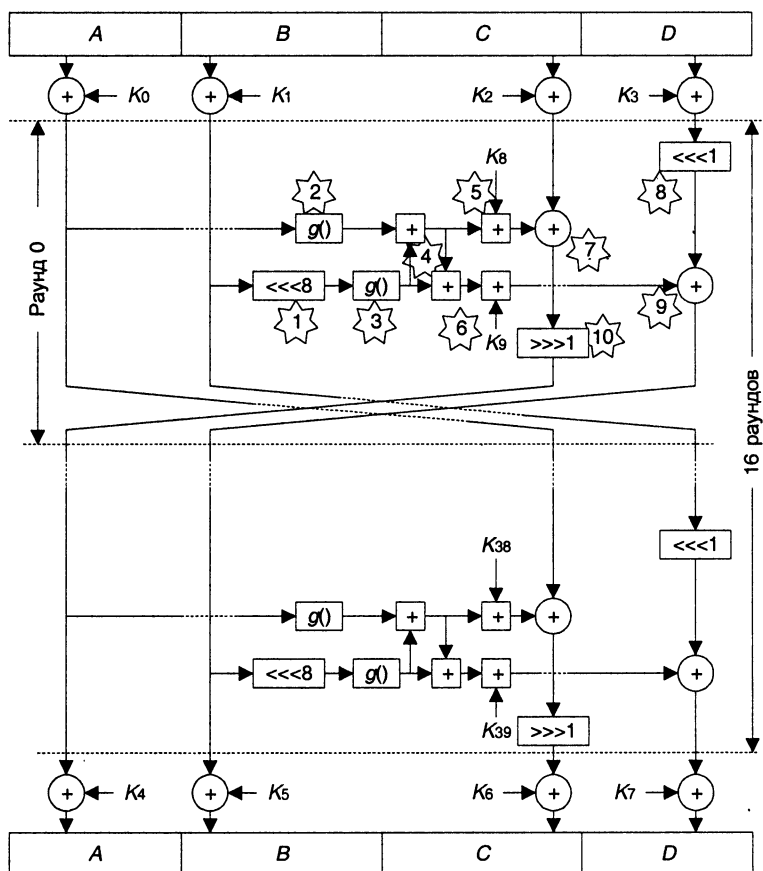 A B C D
+ K0 + K1 K2 + K3 +
<<<1
K8
2 5 8
g() + + +
4 7
<<<8 g() + + +
1 3 6 K9 9
>>>1 10
Раунд 0
16 раундов
<<<1
K38
g() + + +
<<<8 g() + + +
K39 >>>1
+ K4 + K5 K6 + K7 +
A B C D